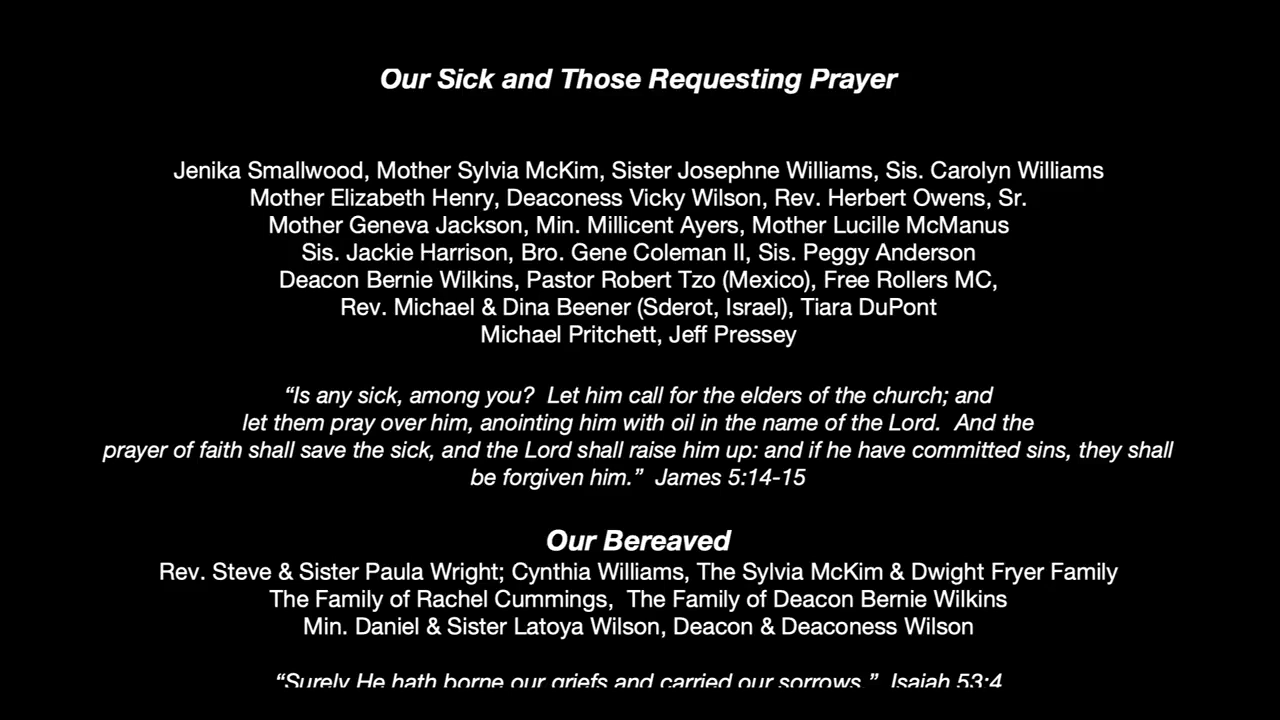 Our Sick and Those Requesting Prayer
Jenika Smallwood, Mother Sylvia McKim, Sister Josephne Williams, Sis. Carolyn Williams
Mother Elizabeth Henry, Deaconess Vicky Wilson, Rev. Herbert Owens, Sr.
Mother Geneva Jackson, Min. Millicent Ayers, Mother Lucille McManus
Sis. Jackie Harrison, Bro. Gene Coleman II, Sis. Peggy Anderson
Deacon Bernie Wilkins, Pastor Robert Tzo (Mexico), Free Rollers MC,
Rev. Michael & Dina Beener (Sderot, Israel), Tiara DuPont
Michael Pritchett, Jeff Pressey
“Is any sick, among you?  Let him call for the elders of the church; and
let them pray over him, anointing him with oil in the name of the Lord.  And the
prayer of faith shall save the sick, and the Lord shall raise him up: and if he have committed sins, they shall
be forgiven him.”  James 5:14-15
Our Bereaved
Rev. Steve & Sister Paula Wright; Cynthia Williams, The Sylvia McKim & Dwight Fryer Family
The Family of Rachel Cummings,  The Family of Deacon Bernie Wilkins
Min. Daniel & Sister Latoya Wilson, Deacon & Deaconess Wilson
“Surely He hath borne our griefs and carried our sorrows.”  Isaiah 53:4